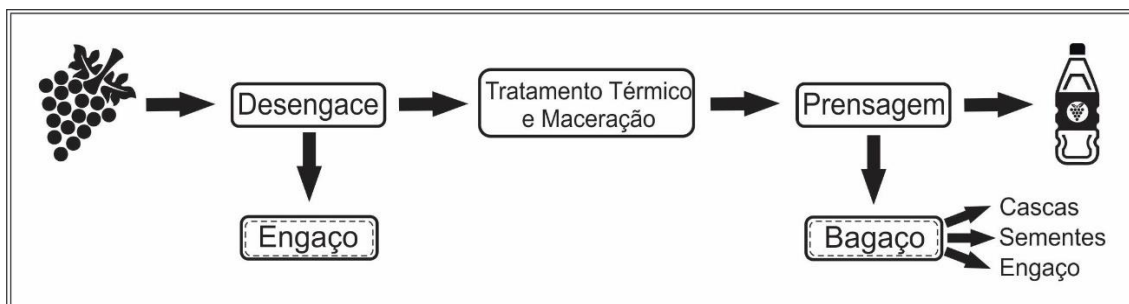 Desengace
Tratamento Térmico
e Maceração
Prensagem
Engaço
Bagaço
Cascas
Sementes
Engaço